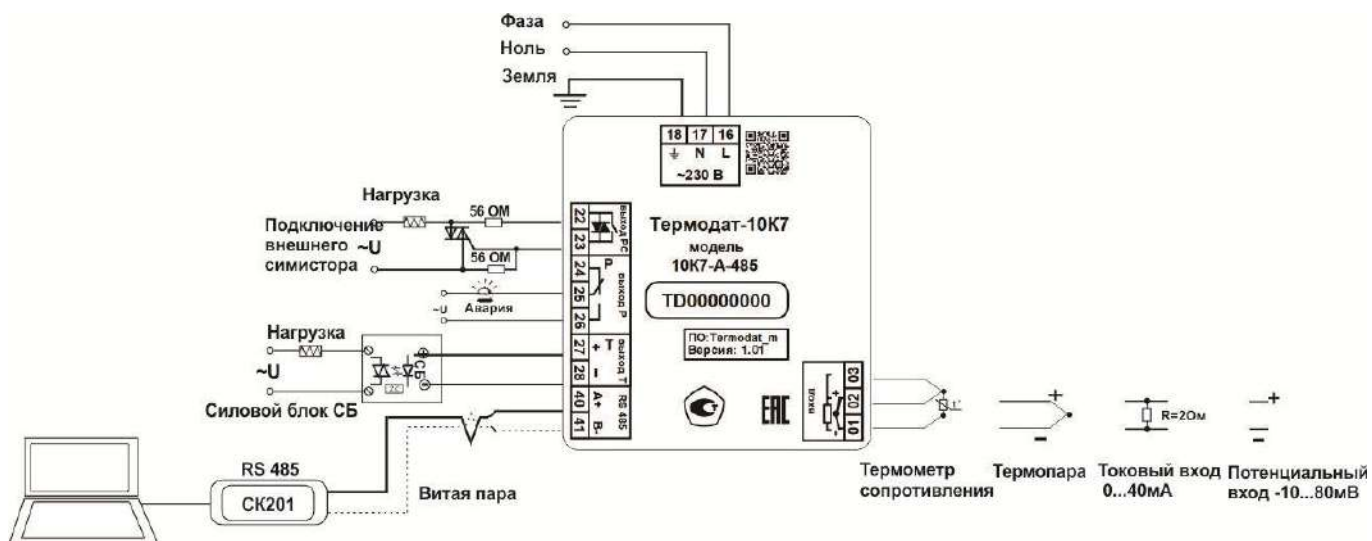 Фаза
Ноль
Земля
18 17 16
N L
~230 В
Нагрузка
56 ОМ
Подключение
внешнего
симистора
~U
56 ОМ
22
23
24
25
26
27
28
40
41
выход РС
Р
выход Р
+ Т
–
выход Т
A+
B-
RS 485
Термодат-10К7
модель
10К7-А-485
TD00000000
ПО:Termodat_m
Версия: 1.01
~U
Авария
Нагрузка
~U
СБ
ZC
Силовой блок СБ
ЕАС
вход
03
02
01
+
+
t°
+
–
R=2Ом
+
–
Термометр
сопротивления
Термопара
Токовый вход
0...40мА
Потенциальный
вход -10...80мВ
RS 485
СК201
Витая пара